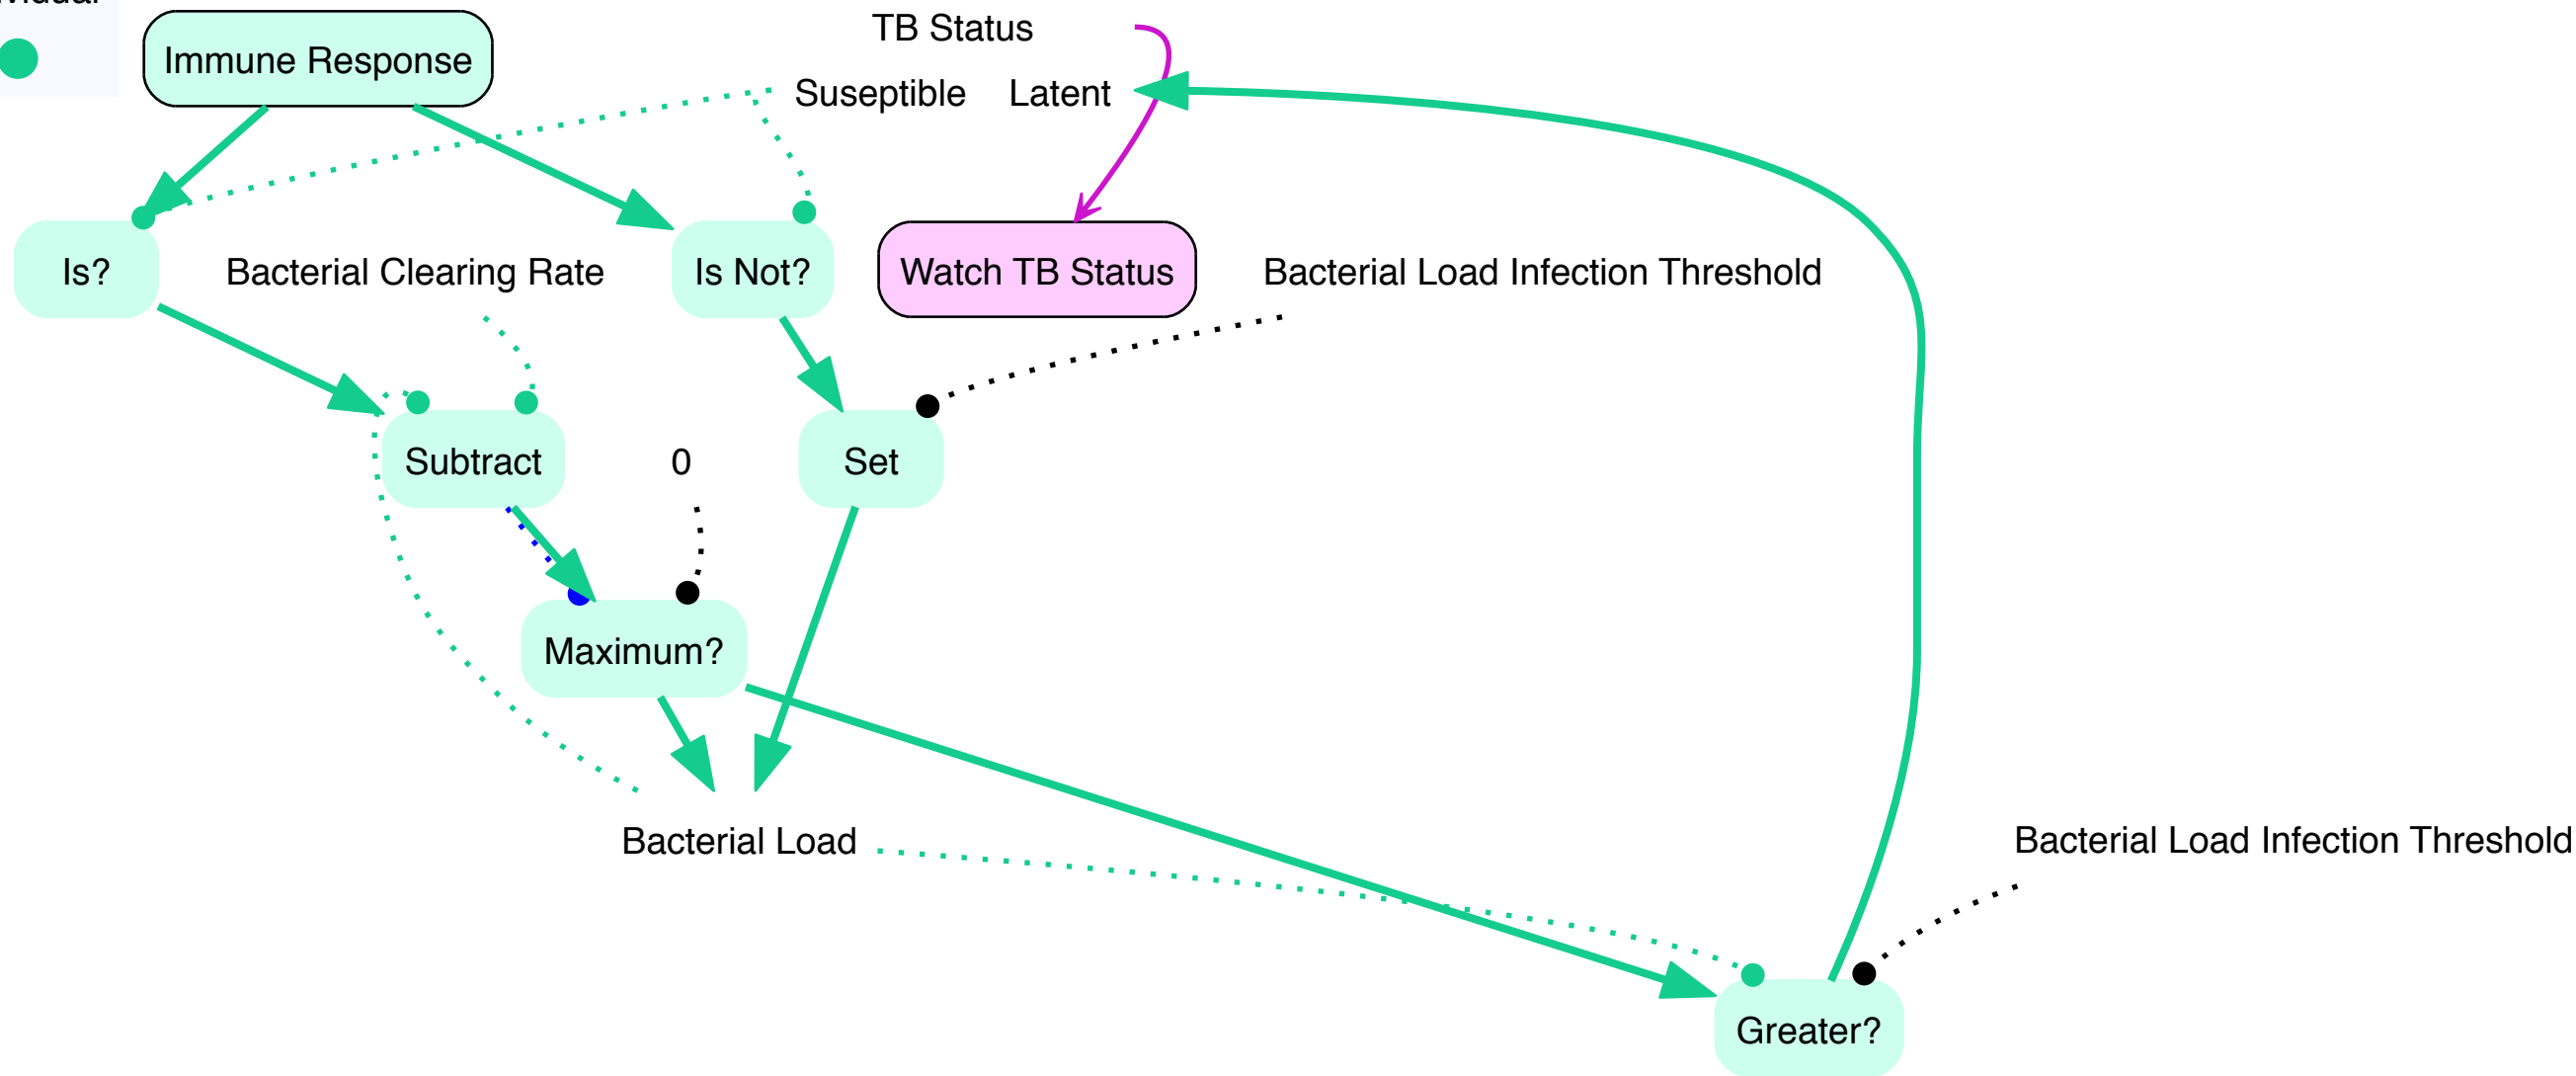 Immune Response
TB Status
Suseptible Latent
Is?
Bacterial Clearing Rate
Is Not?
Watch TB Status
Bacterial Load Infection Threshold
Subtract
0
Set
Maximum?
Bacterial Load
Bacterial Load Infection Threshold
Greater?